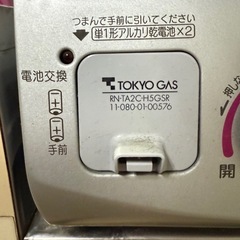 つまんで手前に引いてください
単1形アルカリ乾電池×2
電池交換
TOKYO GAS
RN-TA2C-H5GSR
11-080-01-00576
手前
開